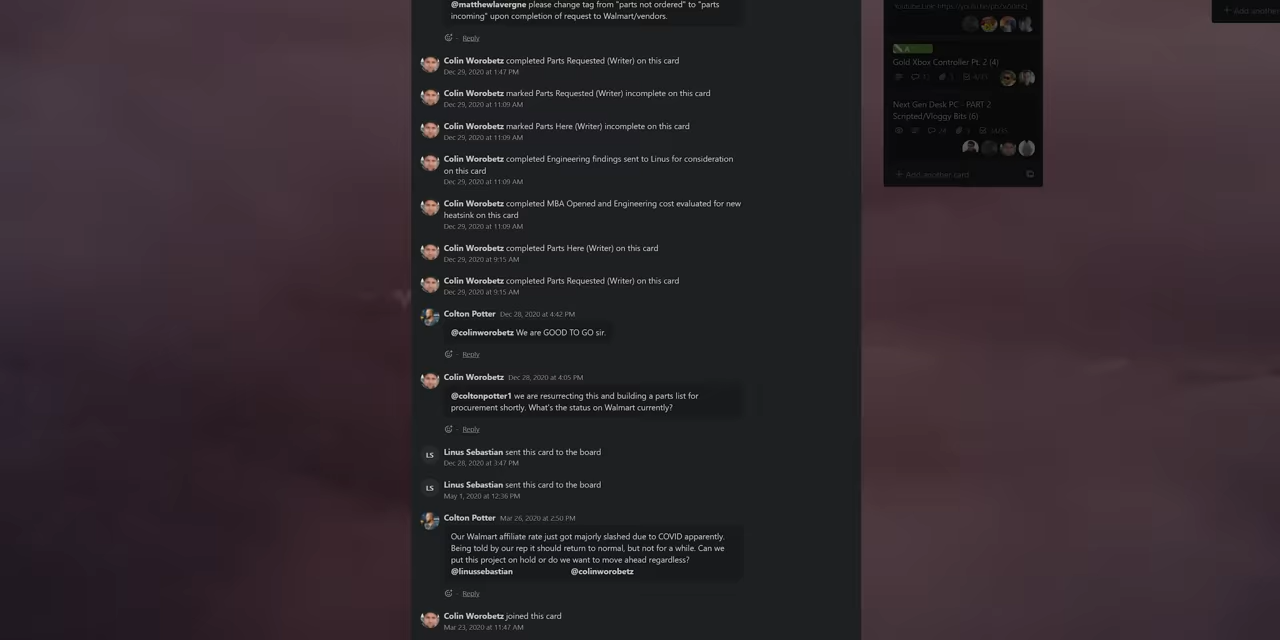 @matthewlavergne please change tag from "parts not ordered" to "parts
incoming" upon completion of request to Walmart/vendors.
Reply
Colin Worobetz completed Parts Requested (Writer) on this card
Dec 29, 2020 at 1:47 PM
Colin Worobetz marked Parts Requested (Writer) incomplete on this card
Dec 29, 2020 at 11:09 AM
Colin Worobetz marked Parts Here (Writer) incomplete on this card
Dec 29, 2020 at 11:09 AM
Colin Worobetz completed Engineering findings sent to Linus for consideration
on this card
Dec 29, 2020 at 11:09 AM
Colin Worobetz completed MBA Opened and Engineering cost evaluated for new
heatsink on this card
Dec 29, 2020 at 11:09 AM
Colin Worobetz completed Parts Here (Writer) on this card
Dec 29, 2020 at 9:15 AM
Colin Worobetz completed Parts Requested (Writer) on this card
Dec 29, 2020 at 9:15 AM
Colton Potter Dec 28, 2020 at 4:42 PM
@colinworobetz We are GOOD TO GO sir.
Reply
Colin Worobetz Dec 28, 2020 at 4:05 PM
@coltonpotter1 we are resurrecting this and building a parts list for
procurement shortly. What's the status on Walmart currently?
Reply
LS
Linus Sebastian sent this card to the board
Dec 28, 2020 at 3:47 PM
LS
Linus Sebastian sent this card to the board
May 1, 2020 at 12:36 PM
Colton Potter Mar 26, 2020 at 2:50 PM
Our Walmart affiliate rate just got majorly slashed due to COVID apparently.
Being told by our rep it should return to normal, but not for a while. Can we
put this project on hold or do we want to move ahead regardless?
@linussebastian @colinworobetz
Reply
Colin Worobetz joined this card
Mar 23, 2020 at 11:47 AM
A
Gold Xbox Controller Pt. 2 (4)
Next Gen Desk PC - PART 2
Scripted/Vloggy Bits (6)
24
+ Add another card
+ Add another